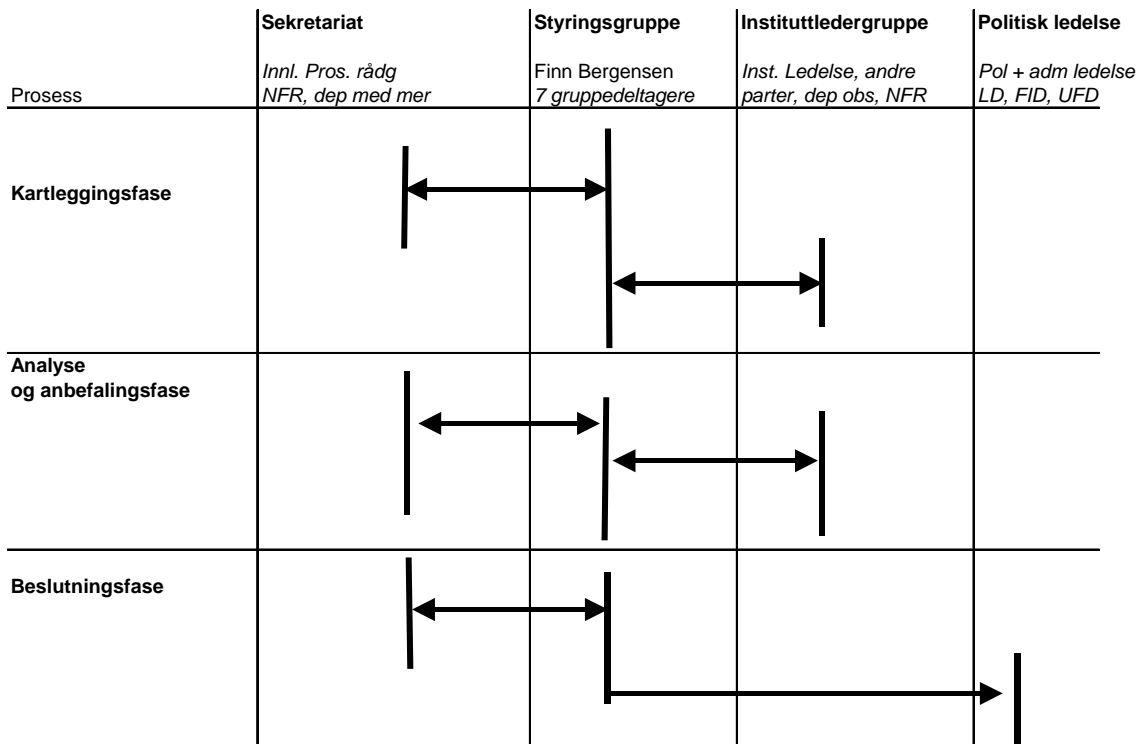 Sekretariat
Styringsgruppe
Instituttledergruppe
Politisk ledelse
Prosess
Innl. Pros. rådg
NFR, dep med mer
Finn Bergensen
7 gruppedeltagere
Inst. Ledelse, andre
parter, dep obs, NFR
Pol + adm ledelse
LD, FID, UFD
Kartleggingsfase
Analyse
og anbefalingsfase
Beslutningsfase